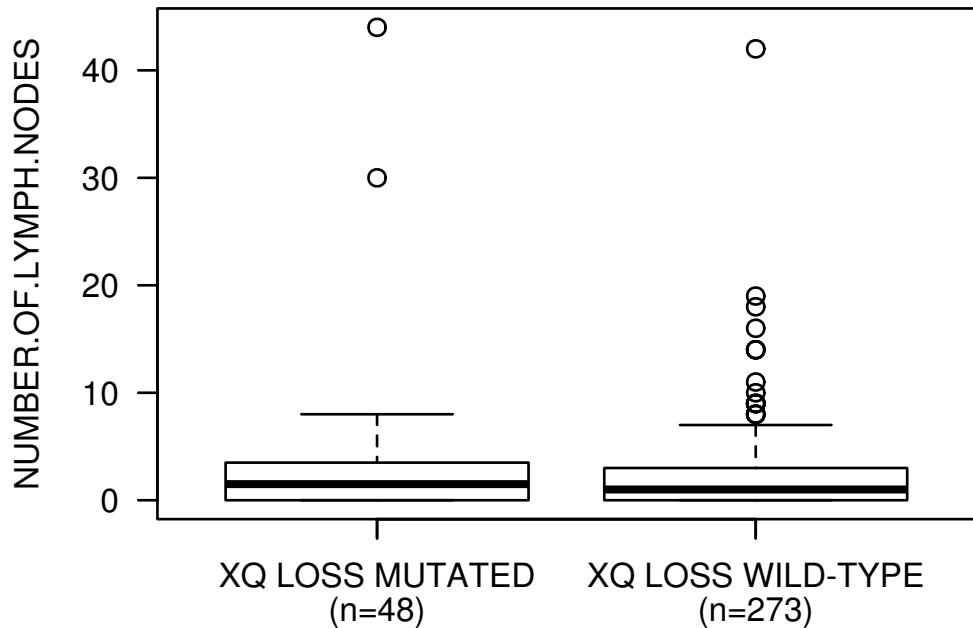 NUMBER.OF.LYMPH.NODES
40
30
20
10
0
XQ LOSS MUTATED
(n=48)
XQ LOSS WILD-TYPE
(n=273)